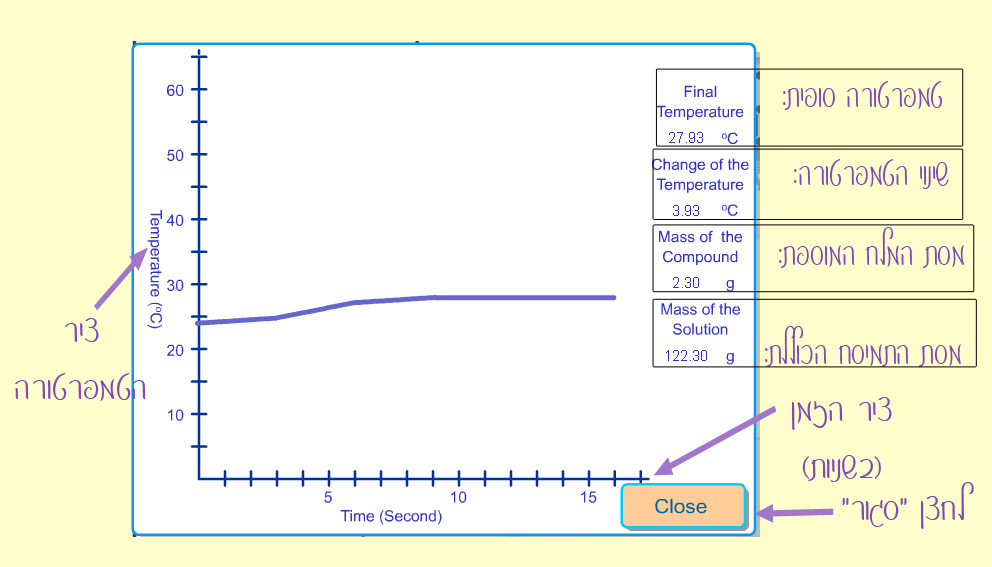 60
50
40
30
20
10
Temperature (ºC)
5
10
15
Time (Second)
Final
Temperature
27.93 ºC
Change of the
Temperature
3.93 ºC
Mass of the
Compound
2.30 g
Mass of the
Solution
122.30 g
Close
טמפרטורה סופית:
שינוי הטמפרטורה:
מסת המלח המוספת:
מסת התמיסה הכוללת:
ציר
הטמפרטורה
ציר הזמן
(בשניות)
לחצן "סגור"